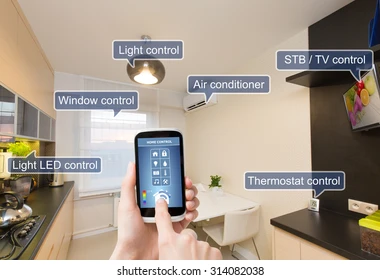 Light control
STB / TV control
Window control
Air conditioner
HOME CONTROL
Light LED control
Thermostat control
shutterstock.com · 314082038